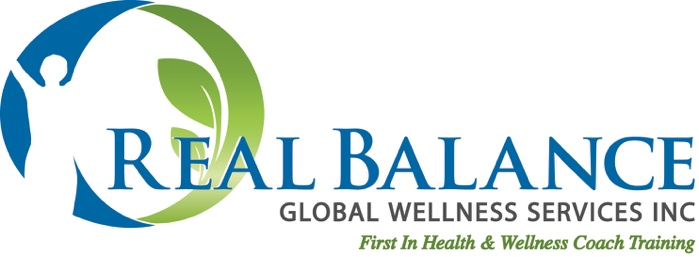 REAL BALANCE
GLOBAL WELLNESS SERVICES INC
First In Health & Wellness Coach Training